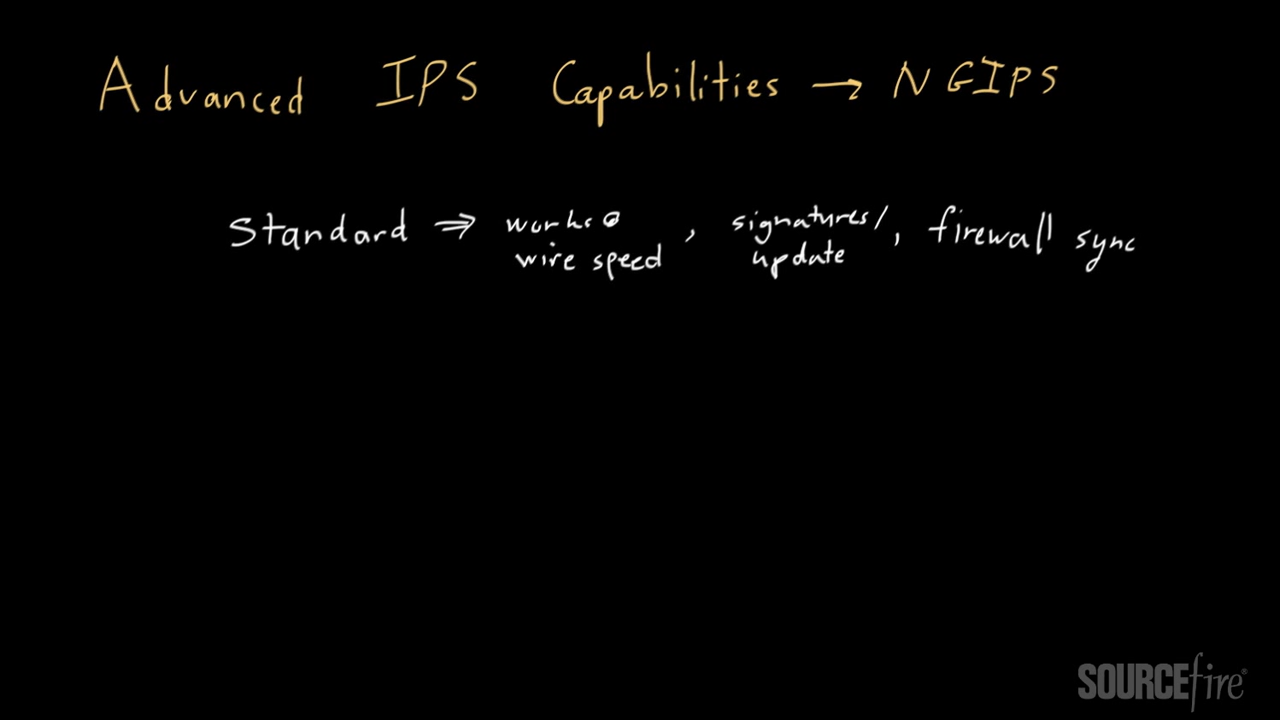 Advanced IPS Capabilities → NGIPS
Standard ⇒ works @ wire speed, signatures/update, firewall sync
SOURCEfire®